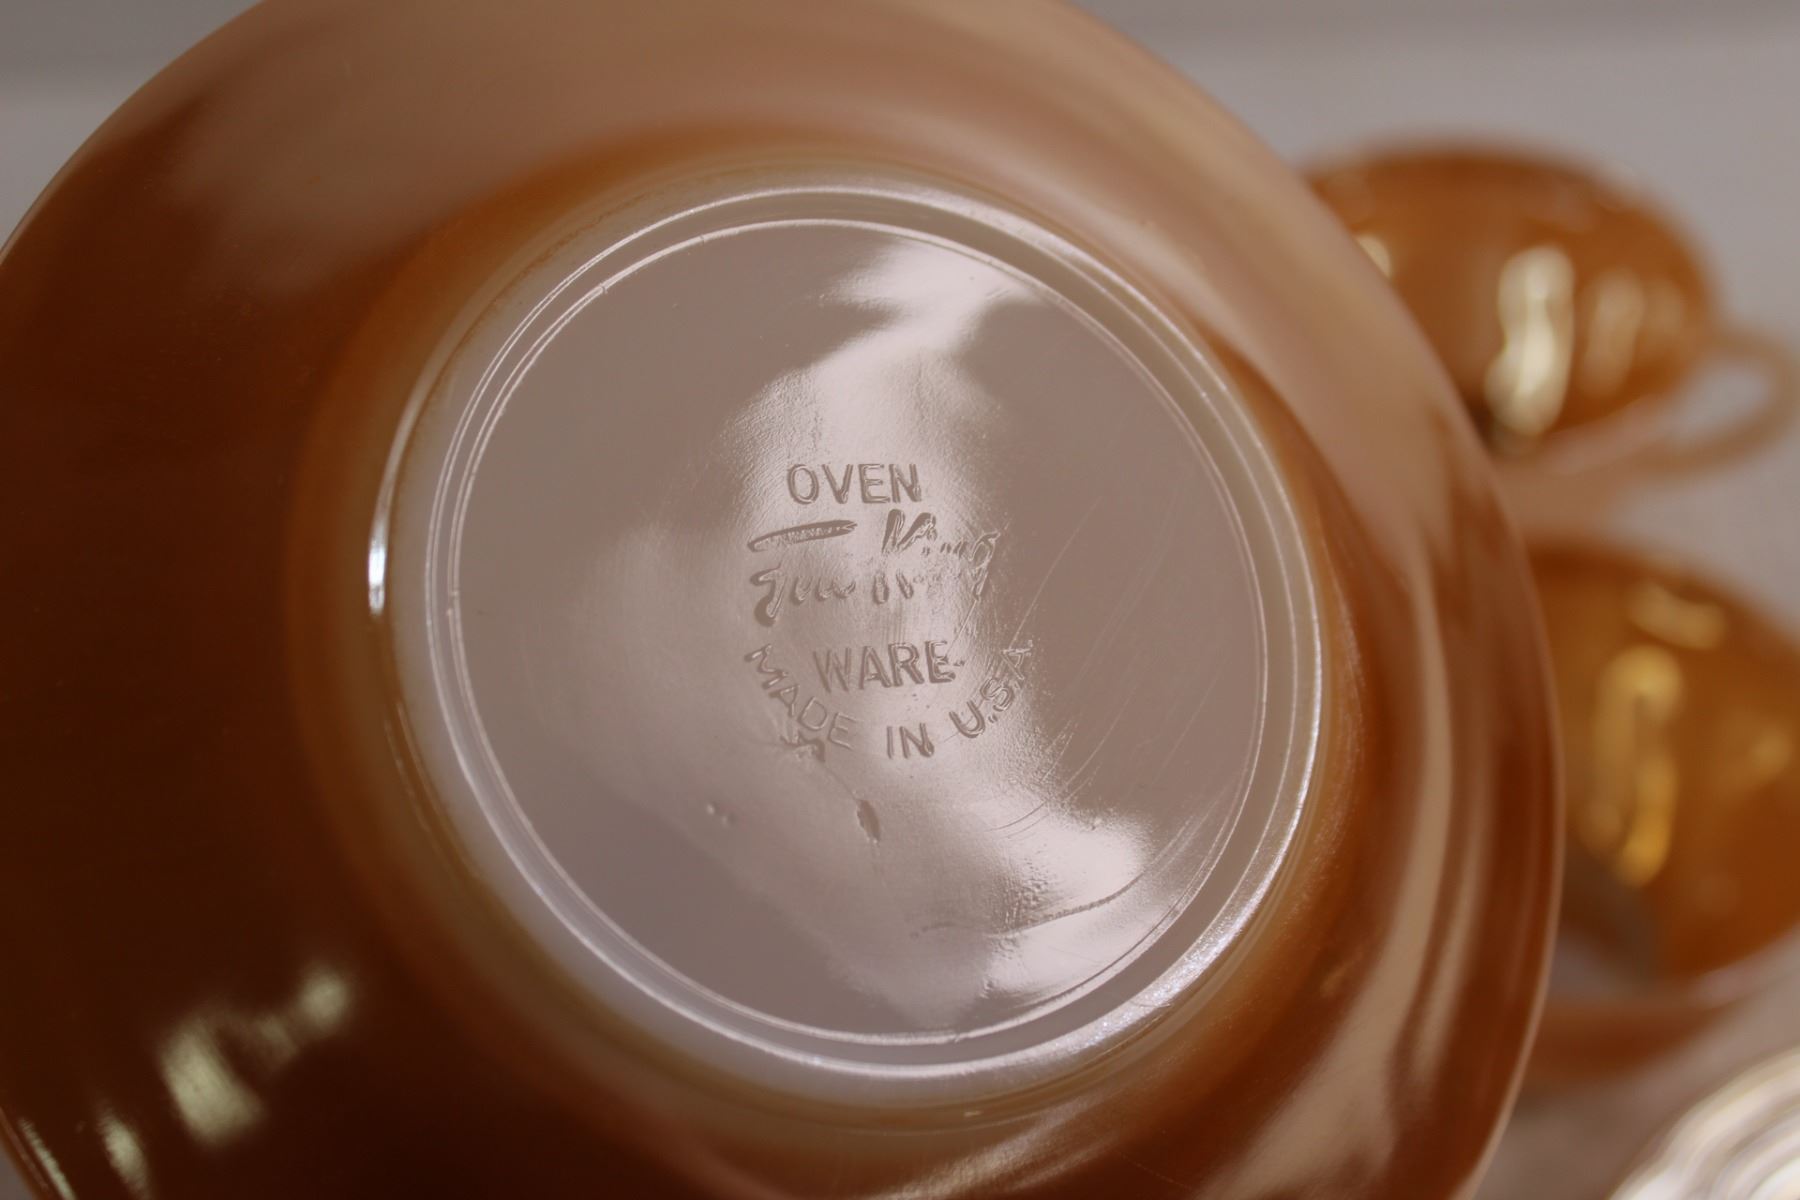 OVEN
Fire King
WARE
MADE IN U.S.A